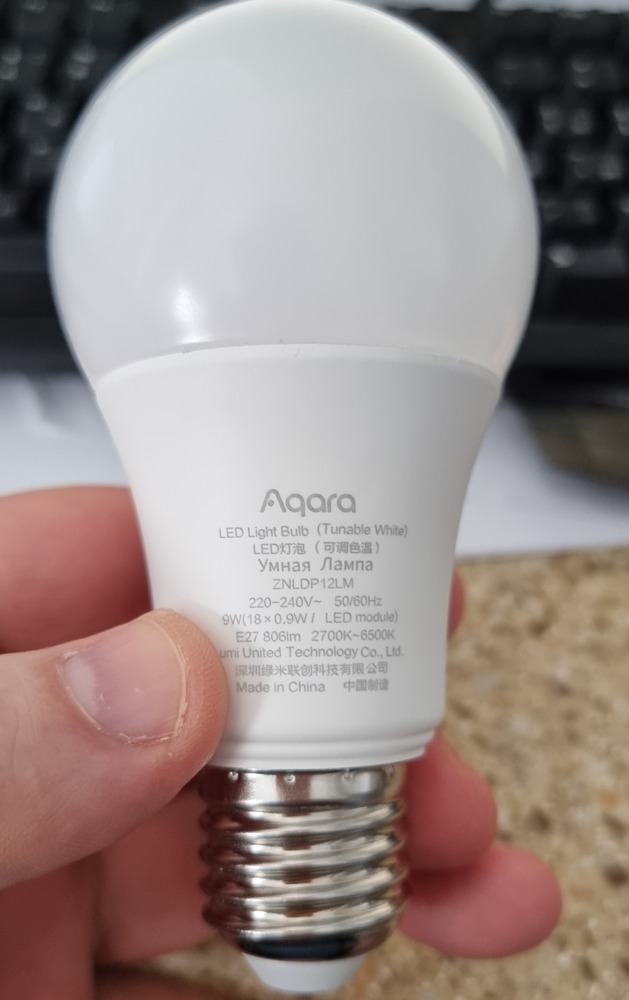 Aqara
LED Light Bulb (Tunable White)
LED灯泡 (可调色温)
Умная Лампа
ZNLDP12LM
220-240V~ 50/60Hz
9W(18×0.9W / LED module)
E27 806lm 2700K~6500K
umi United Technology Co., Ltd.
深圳绿米联创科技有限公司
Made in China 中国制造